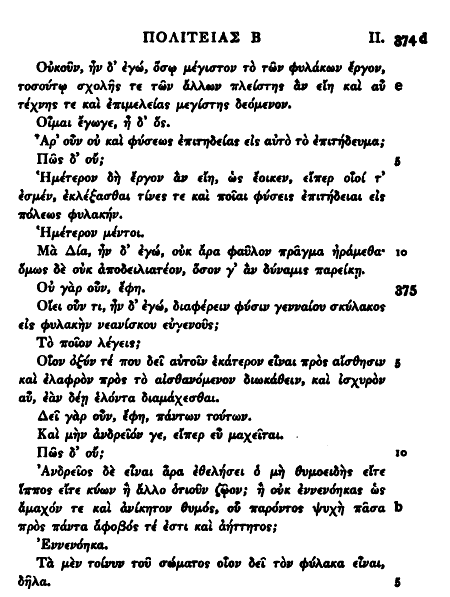 ΠΟΛΙΤΕΙΑΣ Β II. 374 d
Οὐκοῦν, ἦν δ' ἐγώ, ὅσῳ μέγιστον τὸ τῶν φυλάκων ἔργον,
τοσούτῳ σχολῆς τε τῶν ἄλλων πλείστης ἂν εἴη καὶ αὖ e
τέχνης τε καὶ ἐπιμελείας μεγίστης δεόμενον.
Οἶμαι ἔγωγε, ἦ δ' ὅς.
Ἆρ' οὖν οὐ καὶ φύσεως ἐπιτηδείας εἰς αὐτὸ τὸ ἐπιτήδευμα;
Πῶς δ' οὔ; 5
Ἡμέτερον δὴ ἔργον ἂν εἴη, ὡς ἔοικεν, εἴπερ οἷοί τ'
ἐσμέν, ἐκλέξασθαι τίνες τε καὶ ποῖαι φύσεις ἐπιτήδειαι εἰς
πόλεως φυλακήν.
Ἡμέτερον μέντοι.
Μὰ Δία, ἦν δ' ἐγώ, οὐκ ἄρα φαῦλον πρᾶγμα ἠράμεθα· 10
ὅμως δὲ οὐκ ἀποδειλιατέον, ὅσον γ' ἂν δύναμις παρείκῃ.
Οὐ γὰρ οὖν, ἔφη. 375
Οἴει οὖν τι, ἦν δ' ἐγώ, διαφέρειν φύσιν γενναίου σκύλακος
εἰς φυλακὴν νεανίσκου εὐγενοῦς;
Τὸ ποῖον λέγεις;
Οἷον ὀξύν τέ που δεῖ αὐτοῖν ἑκάτερον εἶναι πρὸς αἴσθησιν 5
καὶ ἐλαφρὸν πρὸς τὸ αἰσθανόμενον διωκάθειν, καὶ ἰσχυρὸν
αὖ, ἐὰν δέῃ ἑλόντα διαμάχεσθαι.
Δεῖ γὰρ οὖν, ἔφη, πάντων τούτων.
Καὶ μὴν ἀνδρεῖόν γε, εἴπερ εὖ μαχεῖται.
Πῶς δ' οὔ; 10
Ἀνδρεῖος δὲ εἶναι ἆρα ἐθελήσει ὁ μὴ θυμοειδὴς εἴτε
ἵππος εἴτε κύων ἢ ἄλλο ὁτιοῦν ζῷον; ἢ οὐκ ἐννενόηκας ὡς
ἄμαχόν τε καὶ ἀνίκητον θυμός, οὗ παρόντος ψυχὴ πᾶσα b
πρὸς πάντα ἄφοβός τέ ἐστι καὶ ἀήττητος;
Ἐννενόηκα.
Τὰ μὲν τοίνυν τοῦ σώματος οἷον δεῖ τὸν φύλακα εἶναι,
δῆλα. 5